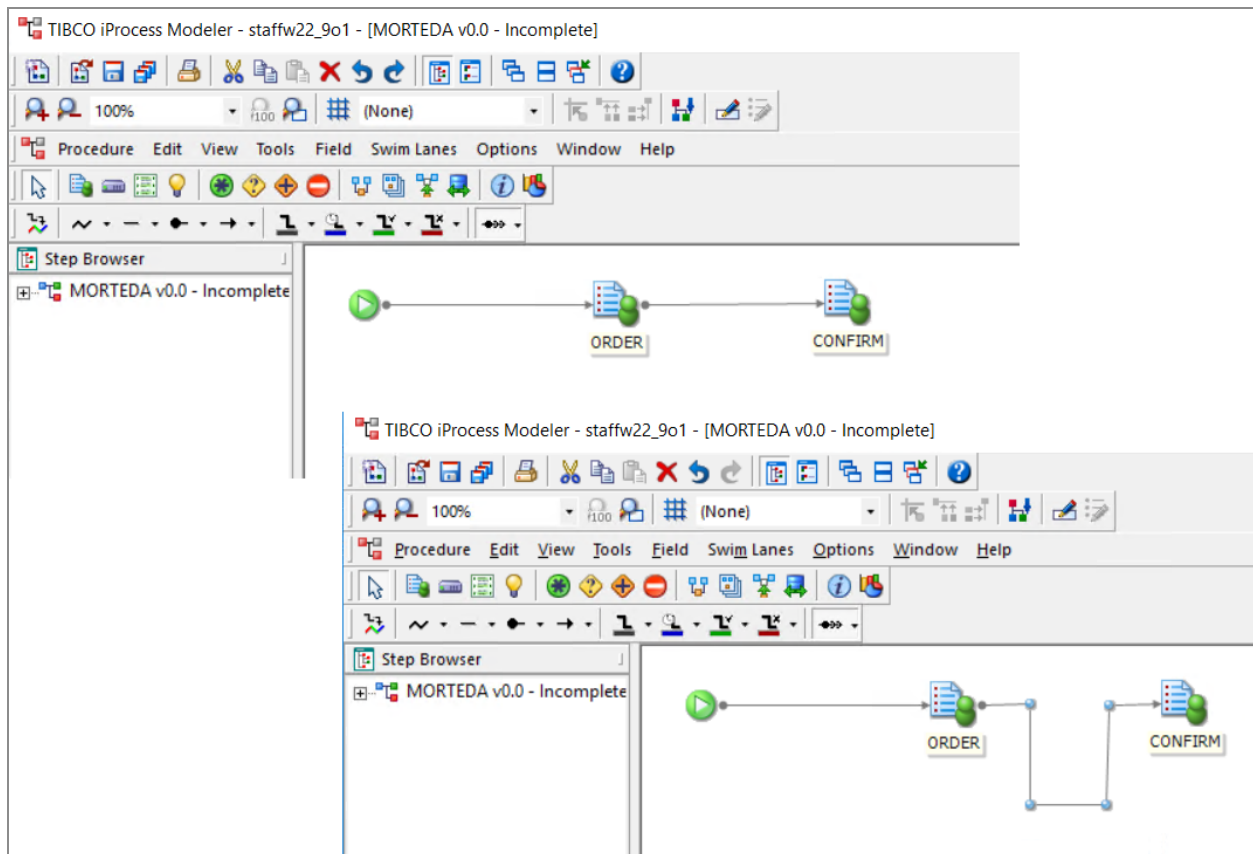 TIBCO iProcess Modeler - staffw22_9o1 - [MORTEDA v0.0 - Incomplete]
100%
(None)
Procedure Edit View Tools Field Swim Lanes Options Window Help
Step Browser
MORTEDA v0.0 - Incomplete
ORDER CONFIRM
TIBCO iProcess Modeler - staffw22_9o1 - [MORTEDA v0.0 - Incomplete]
100%
(None)
Procedure Edit View Tools Field Swim Lanes Options Window Help
Step Browser
MORTEDA v0.0 - Incomplete
ORDER CONFIRM